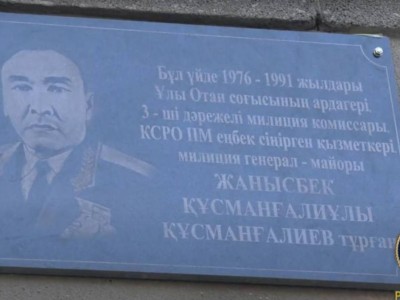 Бұл үйде 1976 - 1991 жылдары
Ұлы Отан соғысының ардагері,
3 - ші дәрежелі милиция комиссары,
КСРО ІІМ еңбек сіңірген қызметкері,
милиция генерал - майоры
ЖАНЫСБЕК
ҚҰСМАНҒАЛИҰЛЫ
ҚҰСМАНҒАЛИЕВ тұрған